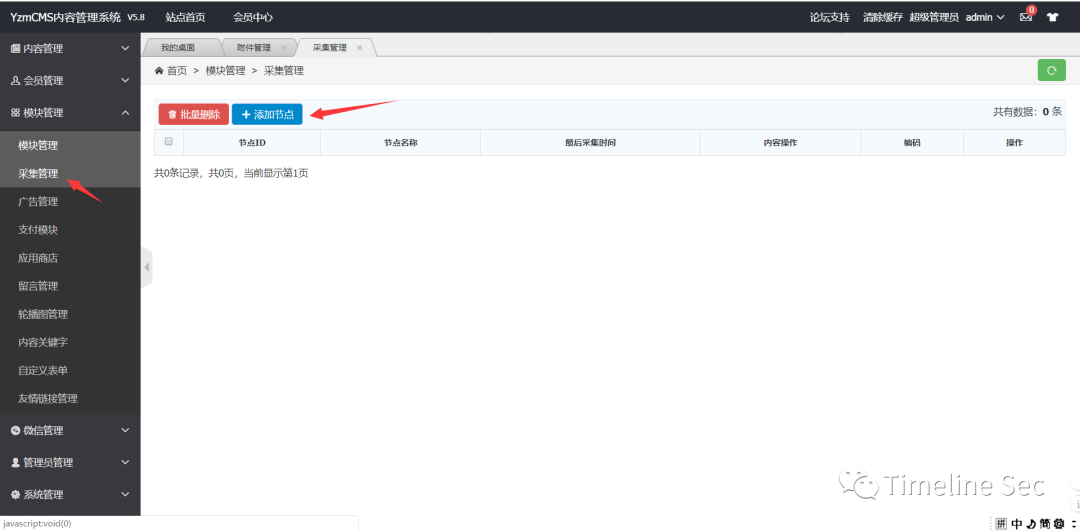 YzmCMS内容管理系统 V5.8 站点首页 会员中心 论坛支持 清除缓存 超级管理员 admin 0
内容管理
会员管理
模块管理
模块管理
采集管理
广告管理
支付模块
应用商店
留言管理
轮播图管理
内容关键字
自定义表单
友情链接管理
微信管理
管理员管理
系统管理
我的桌面 附件管理 × 采集管理 ×
首页 > 模块管理 > 采集管理
批量删除 + 添加节点 共有数据：0 条
节点ID 节点名称 最后采集时间 内容操作 编码 操作
共0条记录，共0页，当前显示第1页
Timeline Sec
javascript:void(0)
拼 中 简